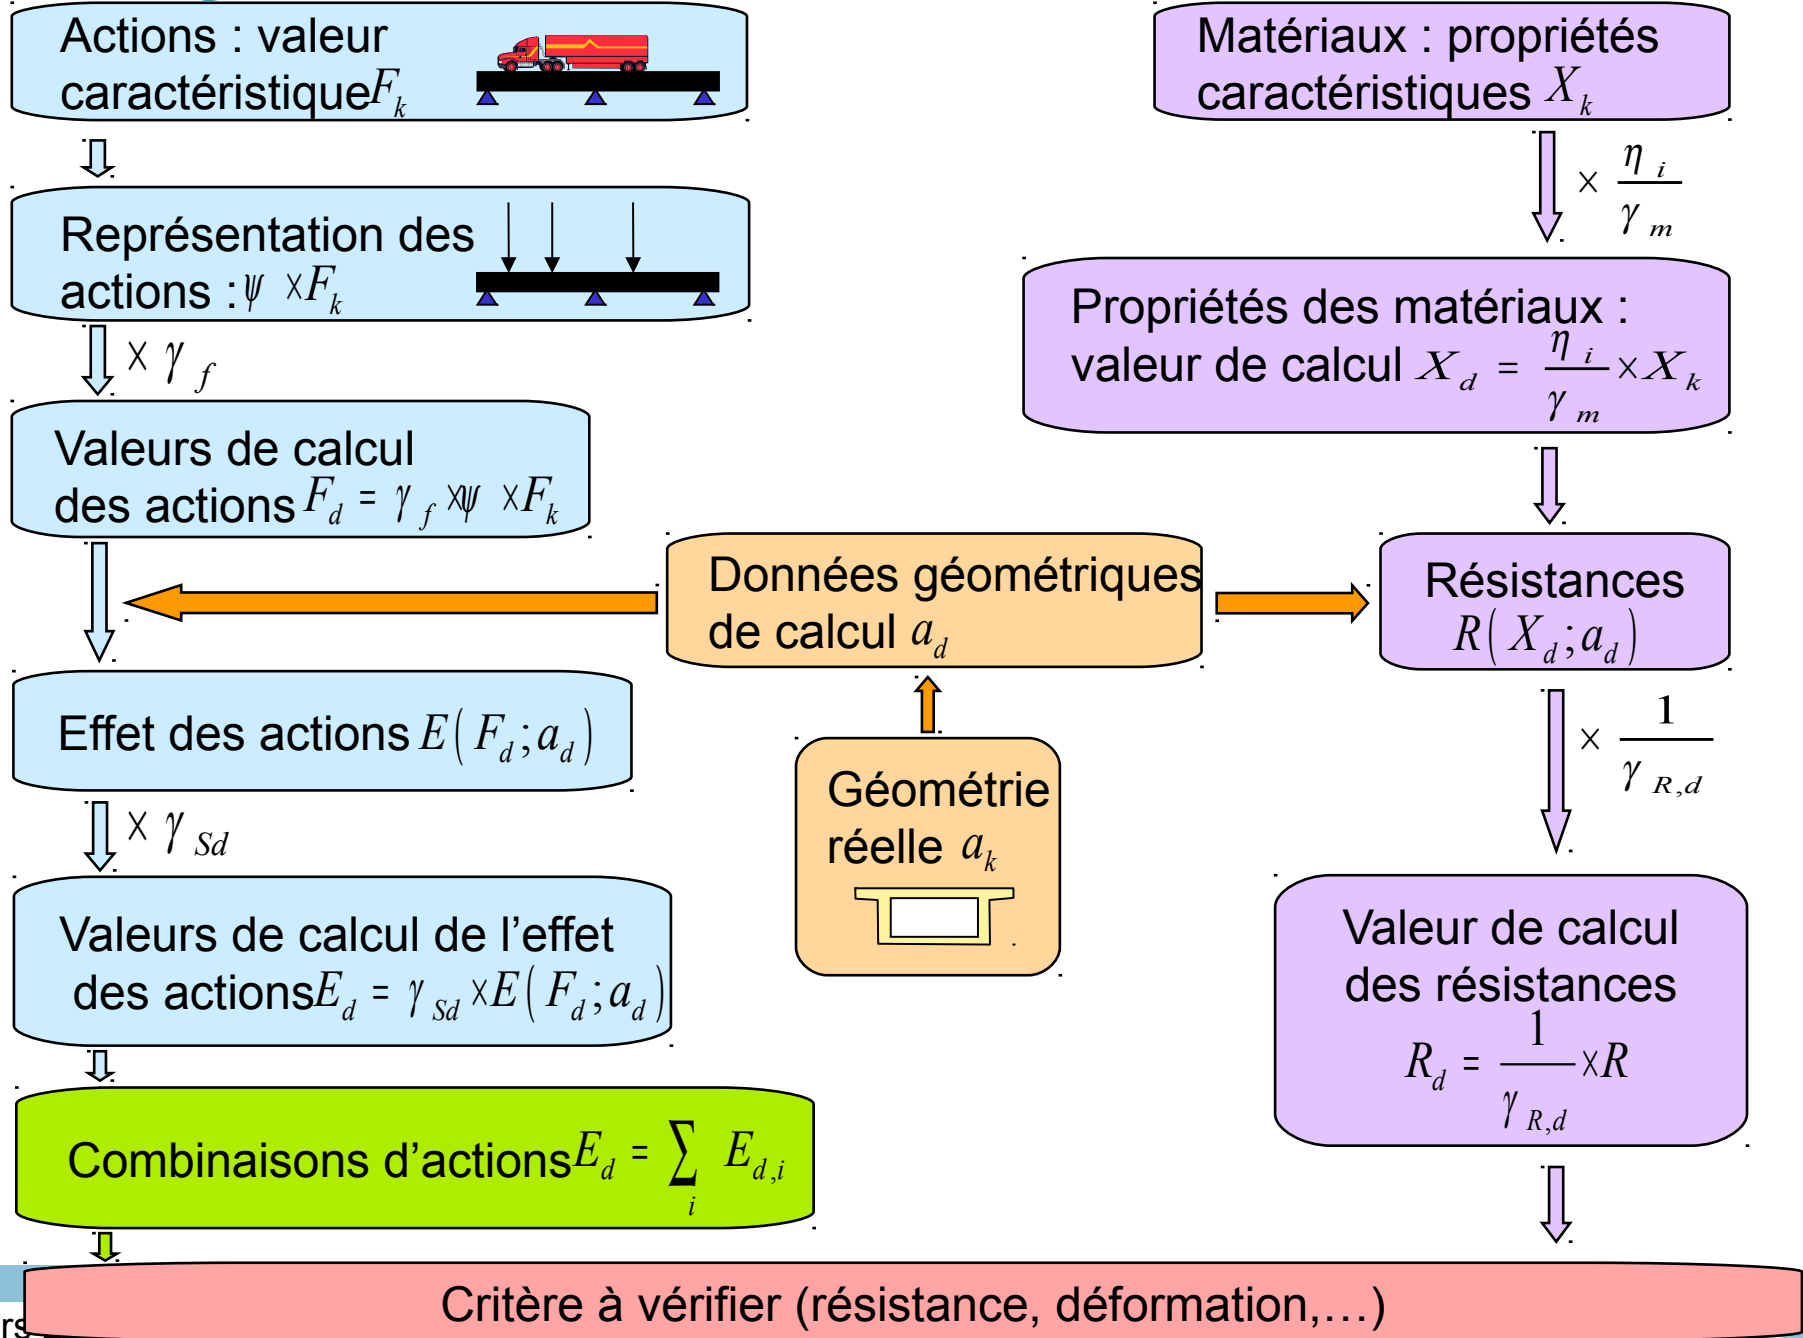 Actions : valeur
caractéristique F_k
Représentation des
actions : ψ × F_k
× γ_f
Valeurs de calcul
des actions F_d = γ_f × ψ × F_k
Effet des actions E(F_d ; a_d)
× γ_Sd
Valeurs de calcul de l’effet
des actions E_d = γ_Sd × E(F_d ; a_d)
Combinaisons d’actions E_d = ∑_i E_d,i
Données géométriques
de calcul a_d
Géométrie
réelle a_k
Matériaux : propriétés
caractéristiques X_k
× η_i / γ_m
Propriétés des matériaux :
valeur de calcul X_d = η_i / γ_m × X_k
Résistances
R(X_d ; a_d)
× 1 / γ_R,d
Valeur de calcul
des résistances
R_d = 1 / γ_R,d × R
Critère à vérifier (résistance, déformation,…)